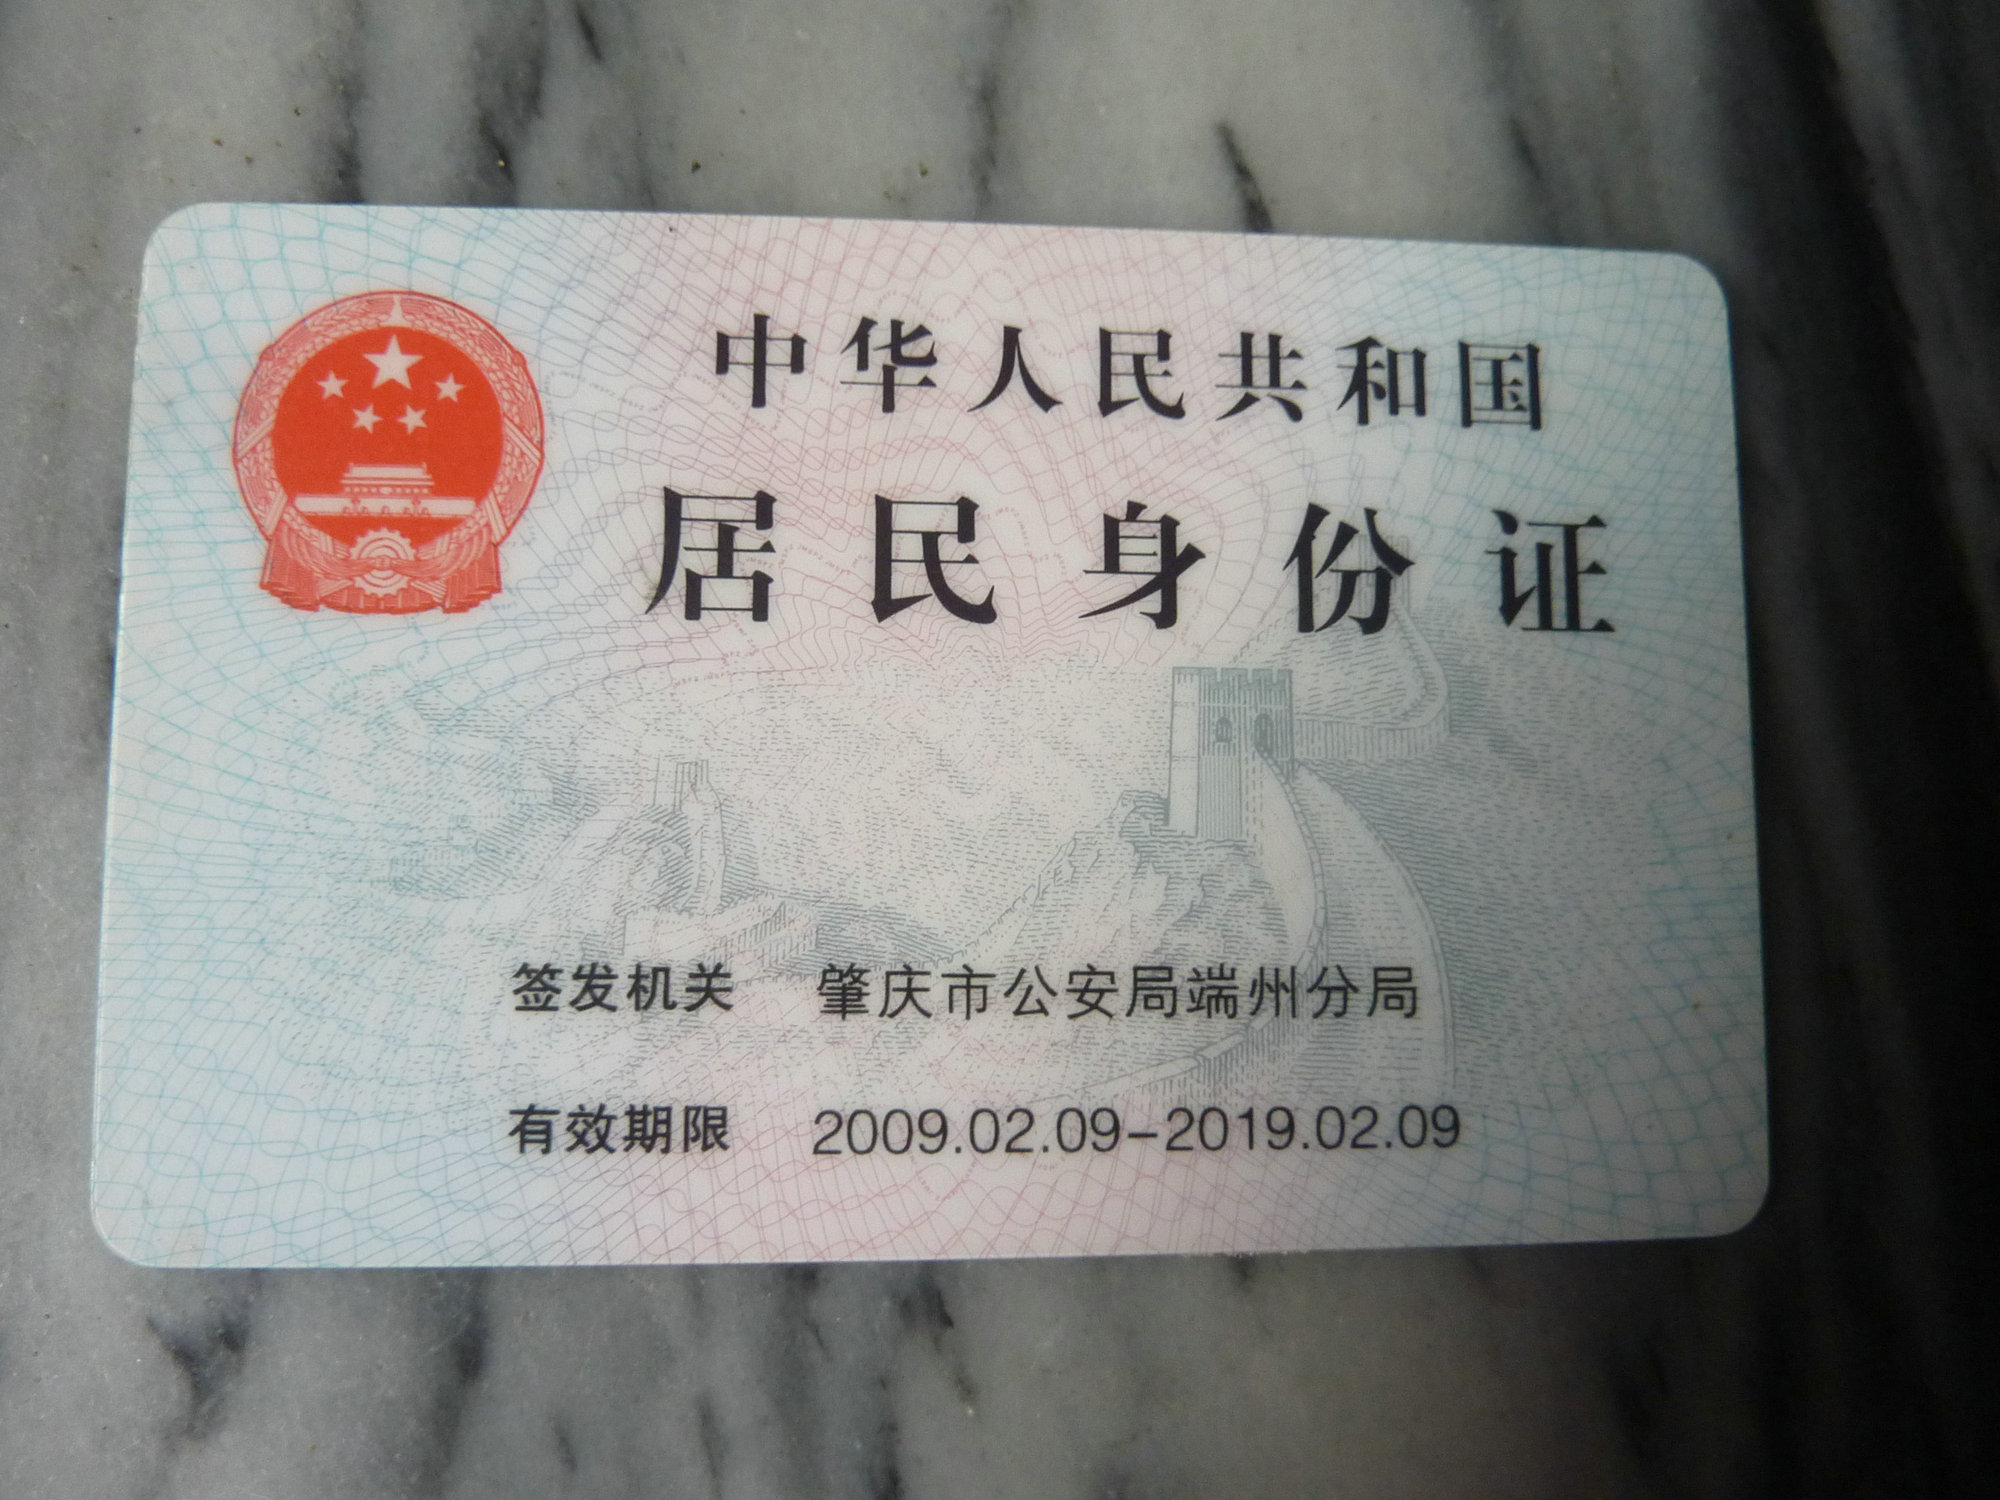 中华人民共和国
居民身份证
签发机关 肇庆市公安局端州分局
有效期限 2009.02.09-2019.02.09